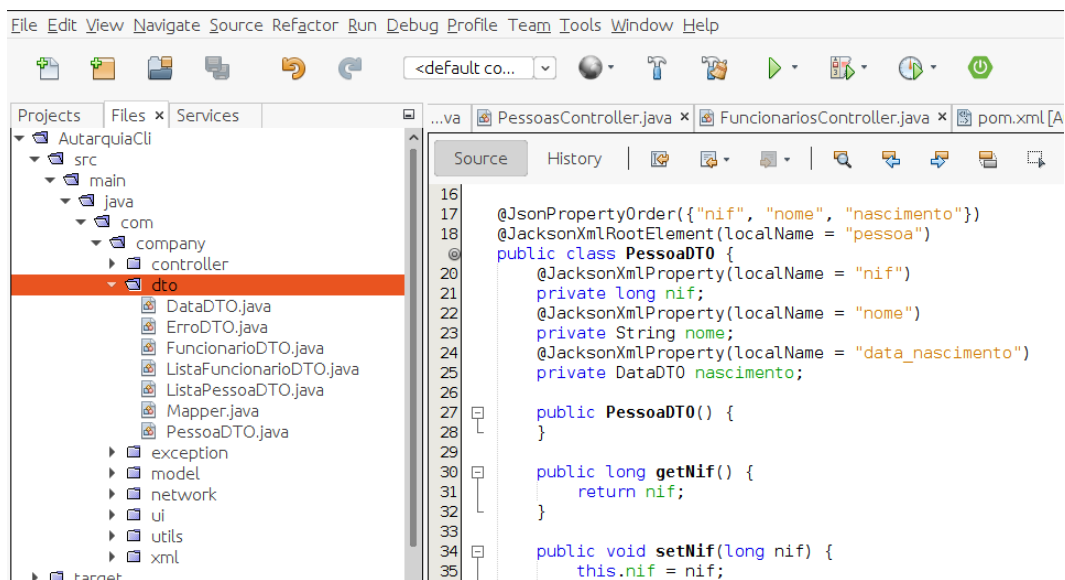 File Edit View Navigate Source Refactor Run Debug Profile Team Tools Window Help
<default co...
Projects Files × Services
...va PessoasController.java × FuncionariosController.java × pom.xml [A
AutarquiaCli
src
main
java
com
company
controller
dto
DataDTO.java
ErroDTO.java
FuncionarioDTO.java
ListaFuncionarioDTO.java
ListaPessoaDTO.java
Mapper.java
PessoaDTO.java
exception
model
network
ui
utils
xml
target
Source History
16
17 @JsonPropertyOrder({"nif", "nome", "nascimento"})
18 @JacksonXmlRootElement(localName = "pessoa")
public class PessoaDTO {
20 @JacksonXmlProperty(localName = "nif")
21 private long nif;
22 @JacksonXmlProperty(localName = "nome")
23 private String nome;
24 @JacksonXmlProperty(localName = "data_nascimento")
25 private DataDTO nascimento;
26
27 public PessoaDTO() {
28 }
29
30 public long getNif() {
31 return nif;
32 }
33
34 public void setNif(long nif) {
35 this.nif = nif;